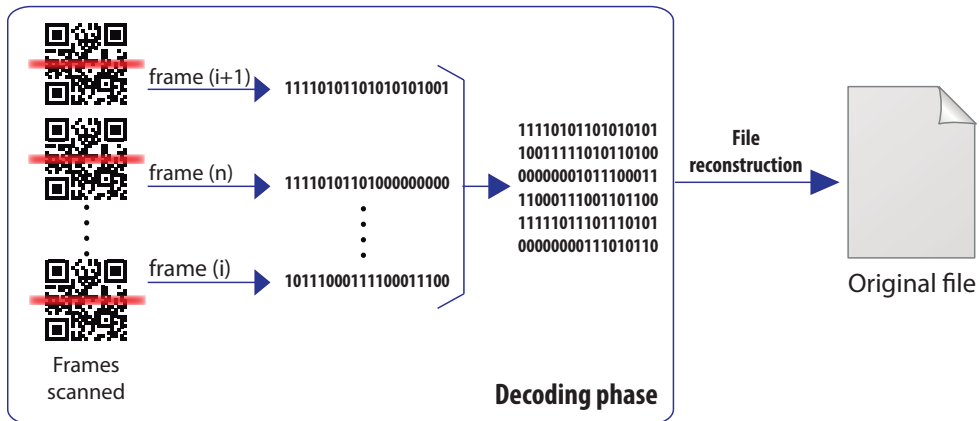 frame (i+1)
11110101101010101001
frame (n)
11110101101000000000
frame (i)
10111000111100011100
Frames
scanned
11110101101010101
10011111010110100
00000001011100011
11000111001101100
11111011101110101
00000000111010110
Decoding phase
File
reconstruction
Original file